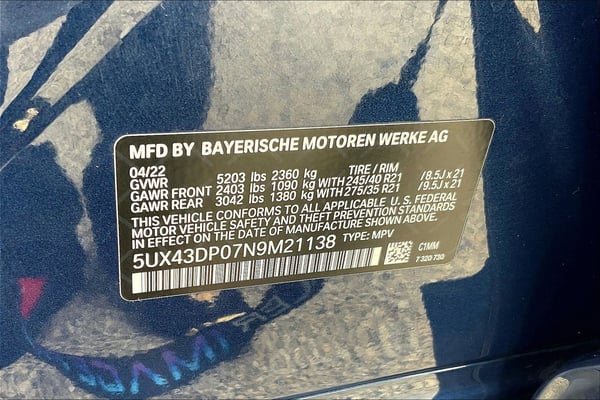 MFD BY BAYERISCHE MOTOREN WERKE AG
04/22 TIRE / RIM
GVWR 5203 lbs 2360 kg
GAWR FRONT 2403 lbs 1090 kg WITH 245/40 R21 /8.5J x 21
GAWR REAR 3042 lbs 1380 kg WITH 275/35 R21 /9.5J x 21
THIS VEHICLE CONFORMS TO ALL APPLICABLE U.S. FEDERAL
MOTOR VEHICLE SAFETY AND THEFT PREVENTION STANDARDS
IN EFFECT ON THE DATE OF MANUFACTURE SHOWN ABOVE.
5UX43DP07N9M21138 TYPE: MPV
C1MM
7 320 730